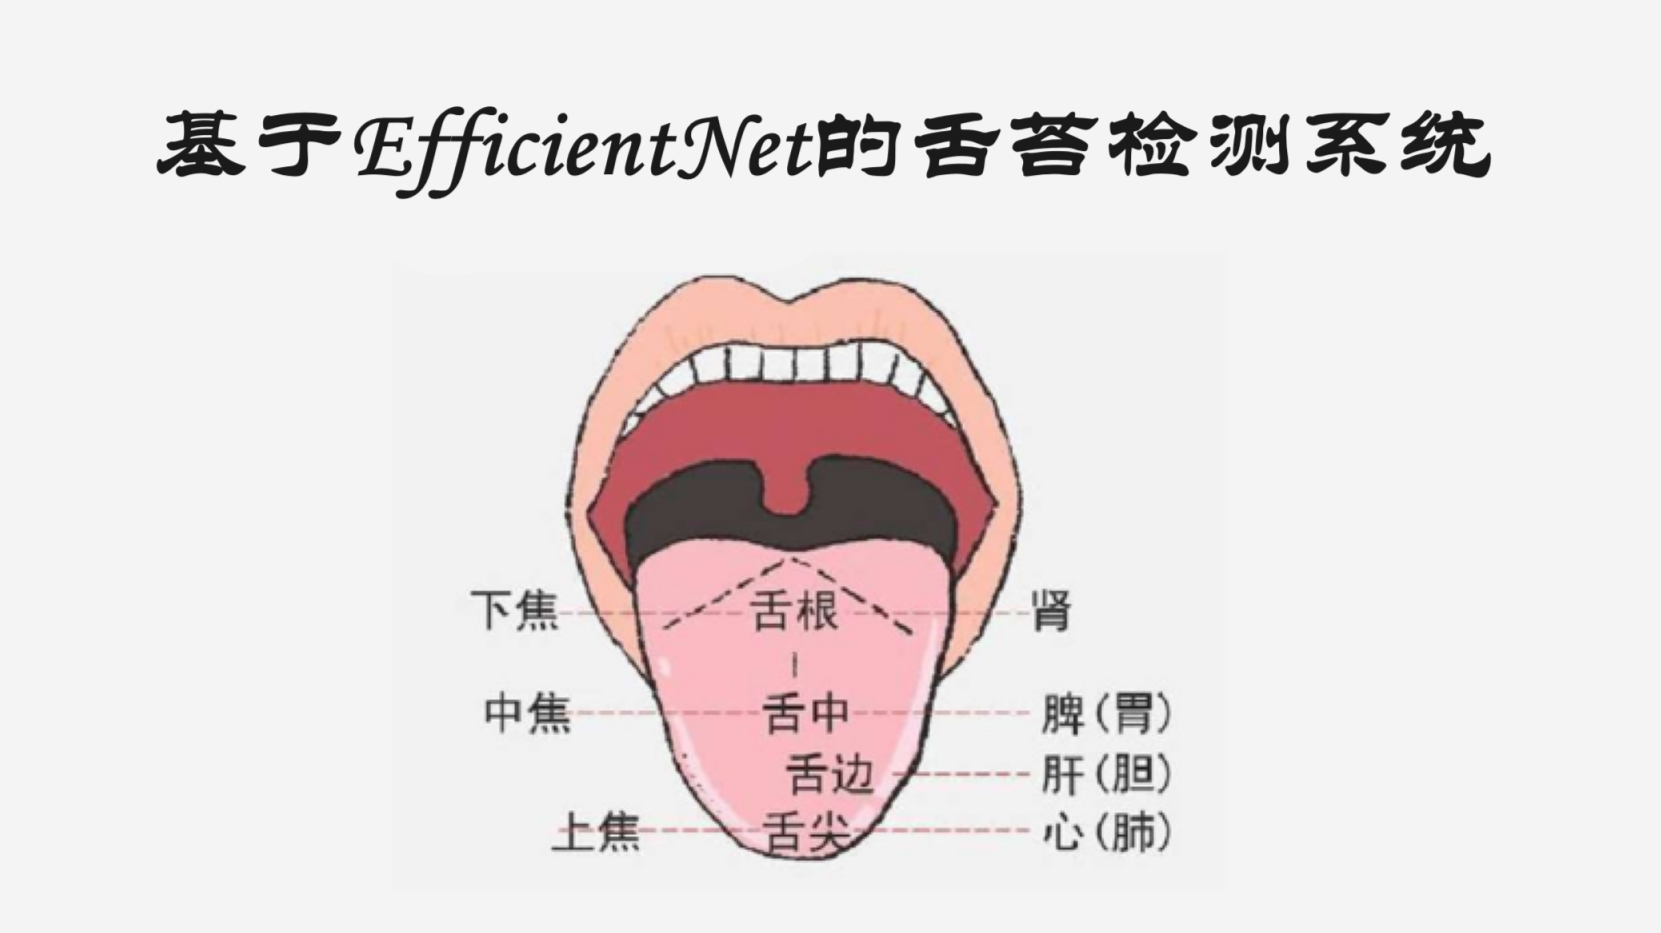 基于EfficientNet的舌苔检测系统
下焦 舌根 肾
中焦 舌中 脾(胃)
舌边 肝(胆)
上焦 舌尖 心(肺)